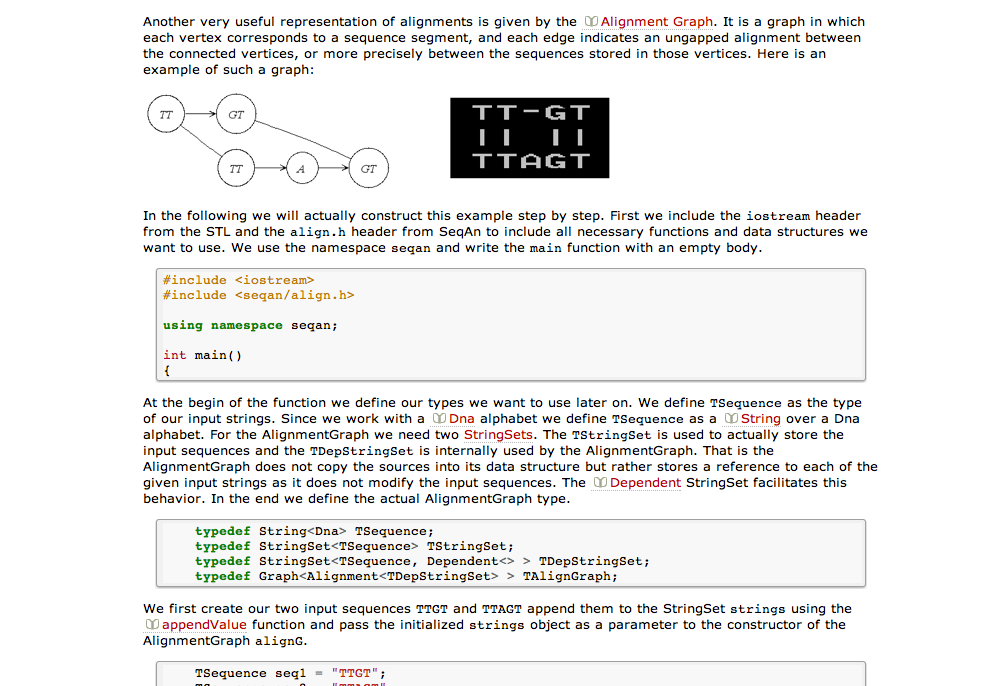 Another very useful representation of alignments is given by the Alignment Graph. It is a graph in which
each vertex corresponds to a sequence segment, and each edge indicates an ungapped alignment between
the connected vertices, or more precisely between the sequences stored in those vertices. Here is an
example of such a graph:
TT GT
TT A GT
TT-GT
|| ||
TTAGT
In the following we will actually construct this example step by step. First we include the iostream header
from the STL and the align.h header from SeqAn to include all necessary functions and data structures we
want to use. We use the namespace seqan and write the main function with an empty body.
#include <iostream>
#include <seqan/align.h>
using namespace seqan;
int main()
{
At the begin of the function we define our types we want to use later on. We define TSequence as the type
of our input strings. Since we work with a Dna alphabet we define TSequence as a String over a Dna
alphabet. For the AlignmentGraph we need two StringSets. The TStringSet is used to actually store the
input sequences and the TDepStringSet is internally used by the AlignmentGraph. That is the
AlignmentGraph does not copy the sources into its data structure but rather stores a reference to each of the
given input strings as it does not modify the input sequences. The Dependent StringSet facilitates this
behavior. In the end we define the actual AlignmentGraph type.
typedef String<Dna> TSequence;
typedef StringSet<TSequence> TStringSet;
typedef StringSet<TSequence, Dependent<> > TDepStringSet;
typedef Graph<Alignment<TDepStringSet> > TAlignGraph;
We first create our two input sequences TTGT and TTAGT append them to the StringSet strings using the
appendValue function and pass the initialized strings object as a parameter to the constructor of the
AlignmentGraph alignG.
TSequence seq1 = "TTGT";